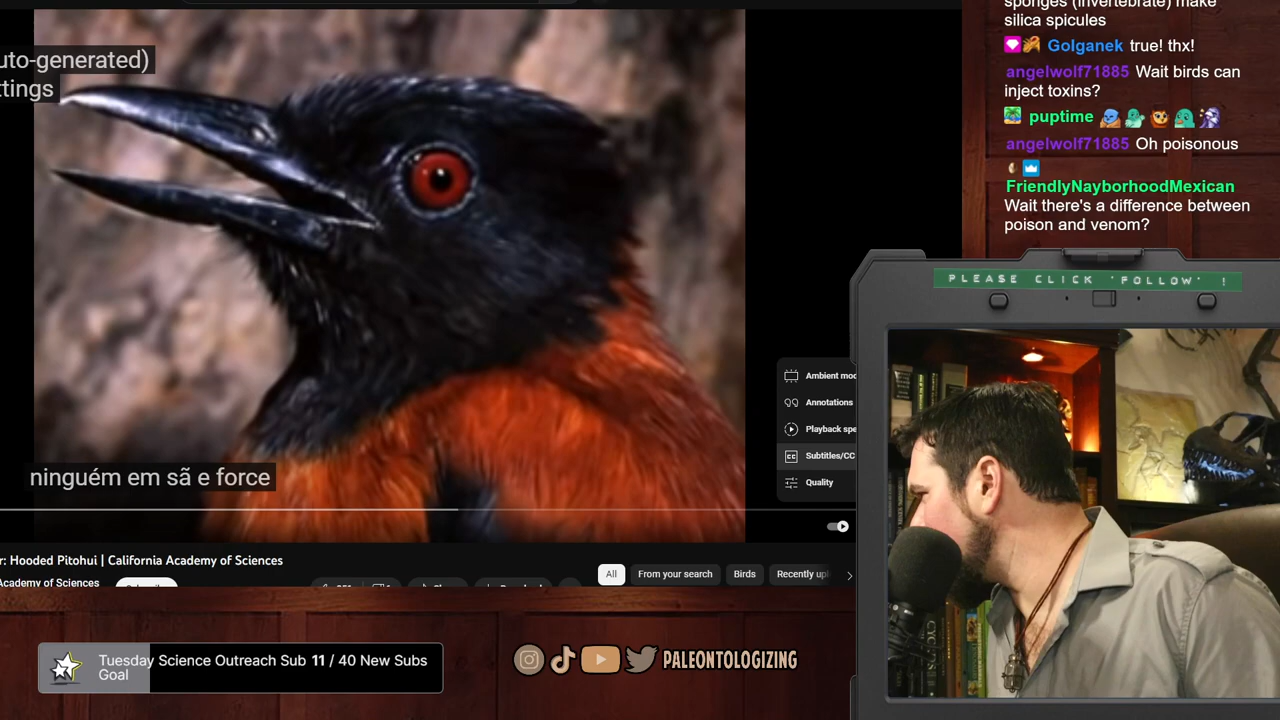 uto-generated)
ttings
ninguém em sã e force
Ambient mod
Annotations
Playback spe
Subtitles/CC
Quality
r: Hooded Pitohui | California Academy of Sciences
Academy of Sciences
All
From your search
Birds
Recently upl
sponges (invertebrate) make
silica spicules
Golganek true! thx!
angelwolf71885 Wait birds can
inject toxins?
puptime
angelwolf71885 Oh poisonous
FriendlyNayborhoodMexican
Wait there's a difference between
poison and venom?
PLEASE CLICK 'FOLLOW' !
Tuesday Science Outreach Sub 11 / 40 New Subs
Goal
PALEONTOLOGIZING